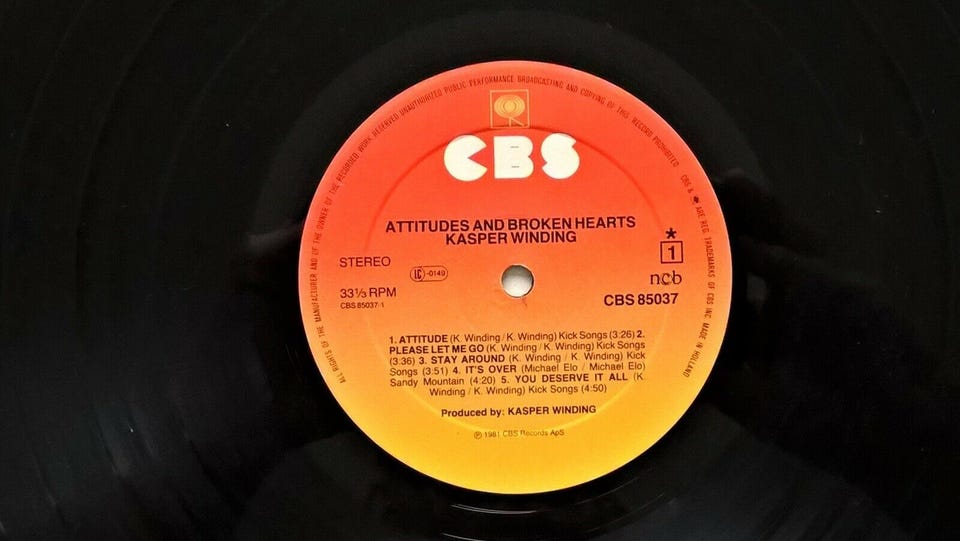 ALL RIGHTS OF THE MANUFACTURER AND OF THE OWNER OF THE RECORDED WORK RESERVED UNAUTHORIZED PUBLIC PERFORMANCE BROADCASTING AND COPYING OF THIS RECORD PROHIBITED CBS & ARE REG. TRADEMARKS OF CBS INC. MADE IN HOLLAND
CBS
ATTITUDES AND BROKEN HEARTS
KASPER WINDING
STEREO
LC-0149
33 1/3 RPM
CBS 85037-1
*
1
ncb
CBS 85037
1. ATTITUDE (K. Winding / K. Winding) Kick Songs (3:26) 2.
PLEASE LET ME GO (K. Winding / K. Winding) Kick Songs
(3.36) 3. STAY AROUND (K. Winding / K. Winding) Kick
Songs (3:51) 4. IT'S OVER (Michael Elo / Michael Elo)
Sandy Mountain (4:20) 5. YOU DESERVE IT ALL (K.
Winding / K. Winding) Kick Songs (4:50)
Produced by: KASPER WINDING
℗ 1981 CBS Records ApS